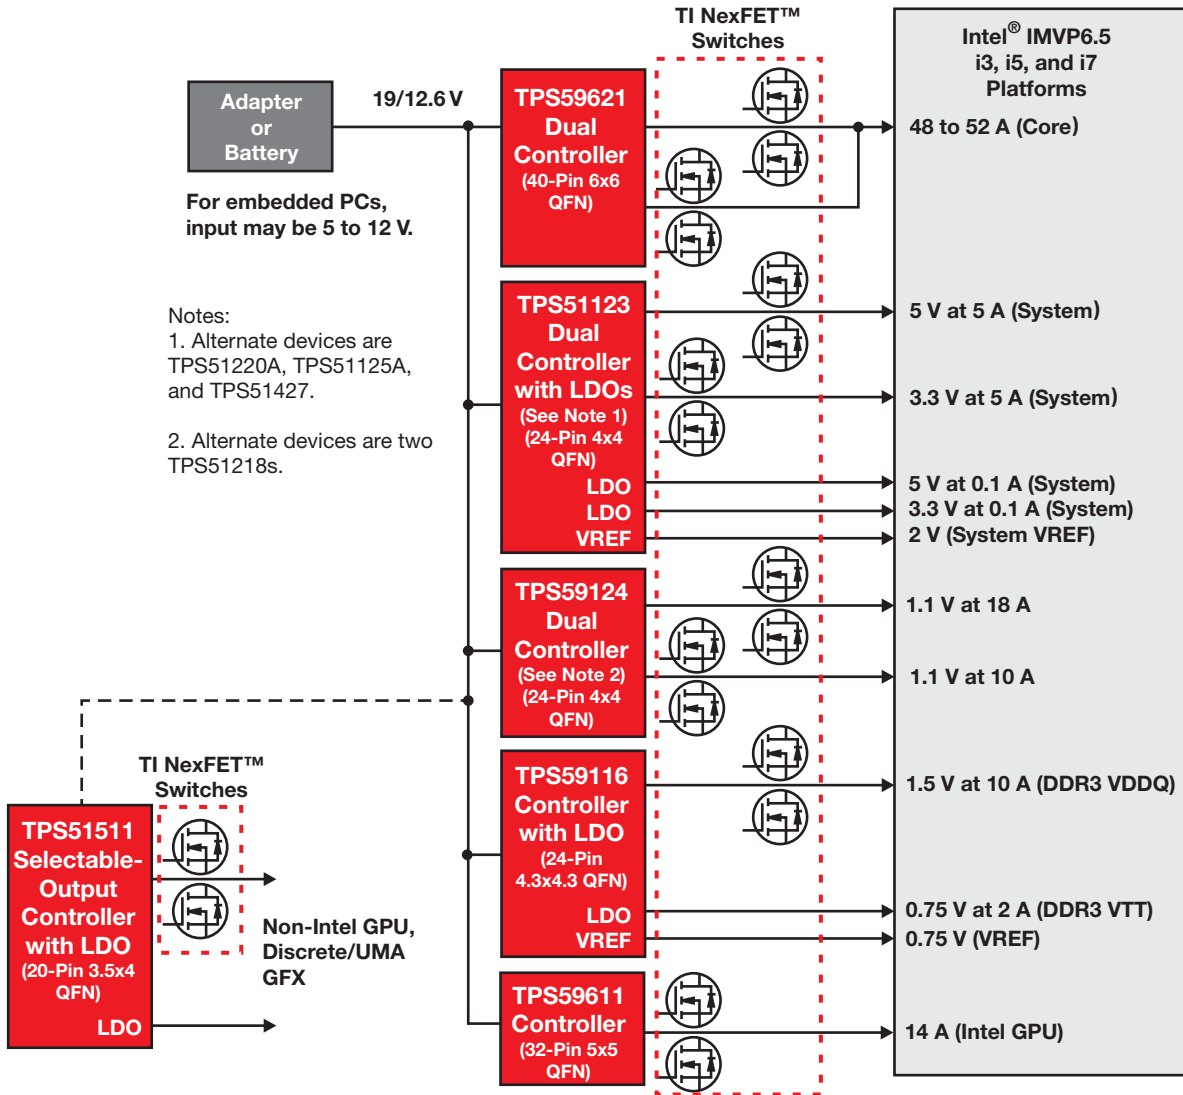 TI NexFET™
Switches
Intel® IMVP6.5
i3, i5, and i7
Platforms
Adapter
or
Battery
19/12.6 V
For embedded PCs,
input may be 5 to 12 V.
Notes:
1. Alternate devices are
TPS51220A, TPS51125A,
and TPS51427.
2. Alternate devices are two
TPS51218s.
TPS59621
Dual
Controller
(40-Pin 6x6
QFN)
48 to 52 A (Core)
TPS51123
Dual
Controller
with LDOs
(See Note 1)
(24-Pin 4x4
QFN)
LDO
LDO
VREF
5 V at 5 A (System)
3.3 V at 5 A (System)
5 V at 0.1 A (System)
3.3 V at 0.1 A (System)
2 V (System VREF)
TPS59124
Dual
Controller
(See Note 2)
(24-Pin 4x4
QFN)
1.1 V at 18 A
1.1 V at 10 A
TPS59116
Controller
with LDO
(24-Pin
4.3x4.3 QFN)
LDO
VREF
1.5 V at 10 A (DDR3 VDDQ)
0.75 V at 2 A (DDR3 VTT)
0.75 V (VREF)
TPS59611
Controller
(32-Pin 5x5
QFN)
14 A (Intel GPU)
TI NexFET™
Switches
TPS51511
Selectable-
Output
Controller
with LDO
(20-Pin 3.5x4
QFN)
LDO
Non-Intel GPU,
Discrete/UMA
GFX